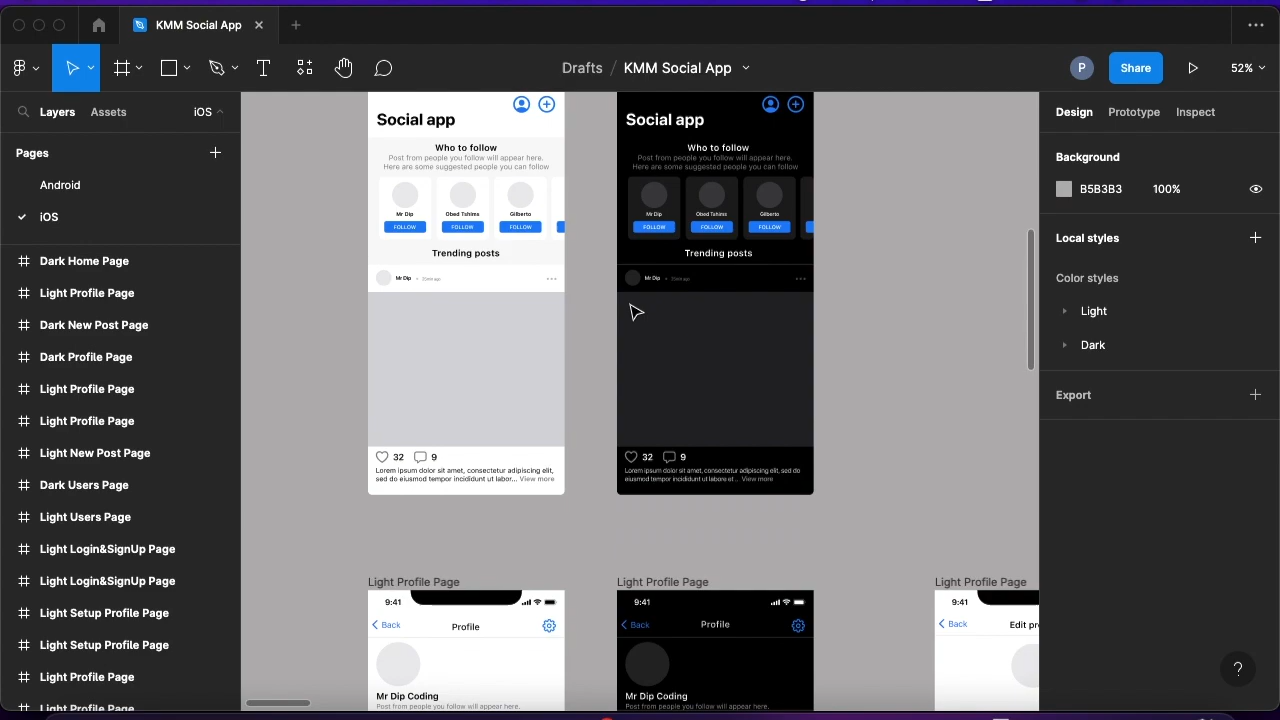 KMM Social App
Drafts / KMM Social App
P
Share
52%
Layers
Assets
iOS
Pages
Android
iOS
Dark Home Page
Light Profile Page
Dark New Post Page
Dark Profile Page
Light Profile Page
Light Profile Page
Light New Post Page
Dark Users Page
Light Users Page
Light Login&SignUp Page
Light Login&SignUp Page
Light Setup Profile Page
Light Setup Profile Page
Light Profile Page
Light Profile Page
Social app
Who to follow
Post from people you follow will appear here.
Here are some suggested people you can follow
Mr Dip
Obed Tshims
Gilberto
FOLLOW
FOLLOW
FOLLOW
Trending posts
Mr Dip
32
9
Lorem ipsum dolor sit amet, consectetur adipiscing elit,
sed do eiusmod tempor incididunt ut labor... View more
Social app
Who to follow
Post from people you follow will appear here.
Here are some suggested people you can follow
Mr Dip
Obed Tshims
Gilberto
FOLLOW
FOLLOW
FOLLOW
Trending posts
Mr Dip
32
9
Lorem ipsum dolor sit amet, consectetur adipiscing elit, sed do
eiusmod tempor incididunt ut labore et .. View more
Light Profile Page
9:41
Back
Profile
Mr Dip Coding
Post from people you follow will appear here.
Light Profile Page
9:41
Back
Profile
Mr Dip Coding
Post from people you follow will appear here.
Light Profile Page
9:41
Back
Edit pr
Design
Prototype
Inspect
Background
B5B3B3
100%
Local styles
Color styles
Light
Dark
Export
?